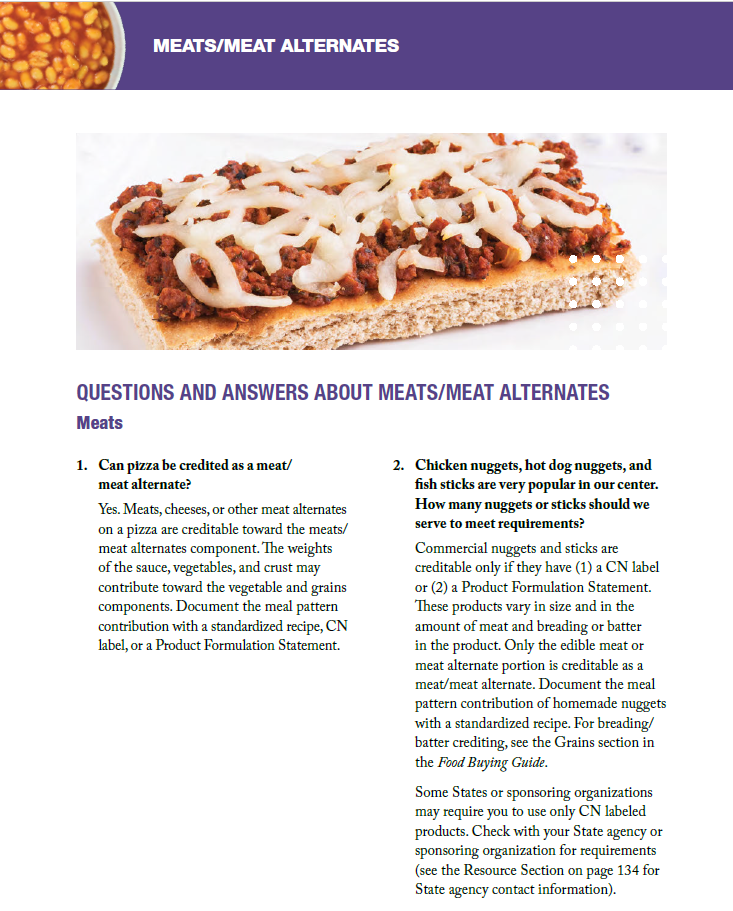 MEATS/MEAT ALTERNATES
QUESTIONS AND ANSWERS ABOUT MEATS/MEAT ALTERNATES
Meats
1. Can pizza be credited as a meat/
meat alternate?
Yes. Meats, cheeses, or other meat alternates
on a pizza are creditable toward the meats/
meat alternates component. The weights
of the sauce, vegetables, and crust may
contribute toward the vegetable and grains
components. Document the meal pattern
contribution with a standardized recipe, CN
label, or a Product Formulation Statement.
2. Chicken nuggets, hot dog nuggets, and
fish sticks are very popular in our center.
How many nuggets or sticks should we
serve to meet requirements?
Commercial nuggets and sticks are
creditable only if they have (1) a CN label
or (2) a Product Formulation Statement.
These products vary in size and in the
amount of meat and breading or batter
in the product. Only the edible meat or
meat alternate portion is creditable as a
meat/meat alternate. Document the meal
pattern contribution of homemade nuggets
with a standardized recipe. For breading/
batter crediting, see the Grains section in
the Food Buying Guide.
Some States or sponsoring organizations
may require you to use only CN labeled
products. Check with your State agency or
sponsoring organization for requirements
(see the Resource Section on page 134 for
State agency contact information).